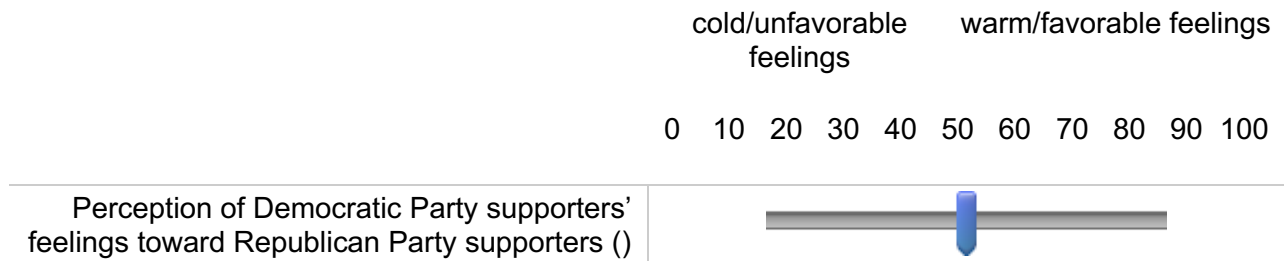 cold/unfavorable feelings
warm/favorable feelings
0 10 20 30 40 50 60 70 80 90 100
Perception of Democratic Party supporters’
feelings toward Republican Party supporters ()